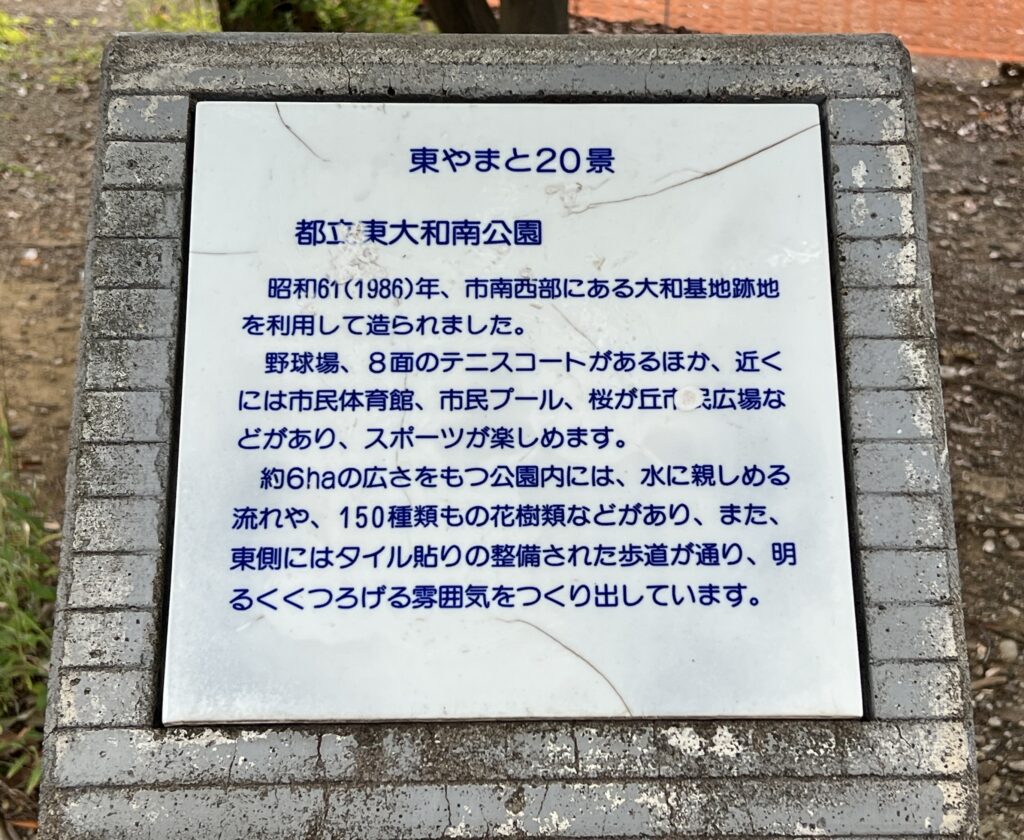 東やまと20景
都立東大和南公園
昭和61(1986)年、市南西部にある大和基地跡地
を利用して造られました。
野球場、8面のテニスコートがあるほか、近く
には市民体育館、市民プール、桜が丘市民広場な
どがあり、スポーツが楽しめます。
約6haの広さをもつ公園内には、水に親しめる
流れや、150種類もの花樹類などがあり、また、
東側にはタイル貼りの整備された歩道が通り、明
るくくつろげる雰囲気をつくり出しています。